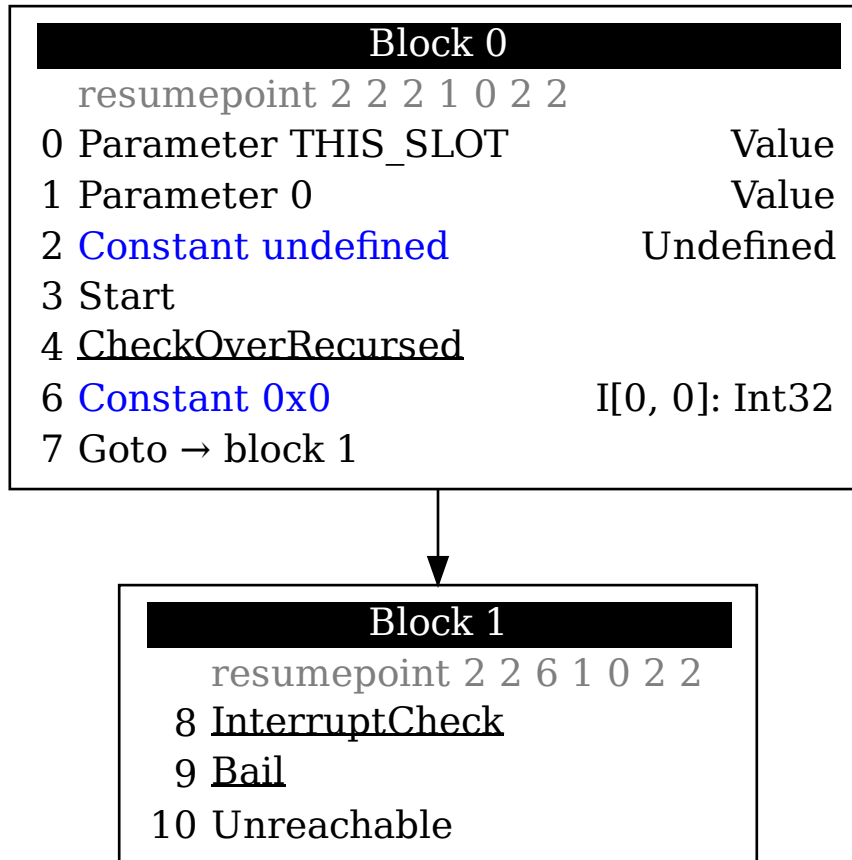 Block 0
resumepoint 2 2 2 1 0 2 2
0 Parameter THIS_SLOT Value
1 Parameter 0 Value
2 Constant undefined Undefined
3 Start
4 CheckOverRecursed
6 Constant 0x0 I[0, 0]: Int32
7 Goto → block 1
Block 1
resumepoint 2 2 6 1 0 2 2
8 InterruptCheck
9 Bail
10 Unreachable